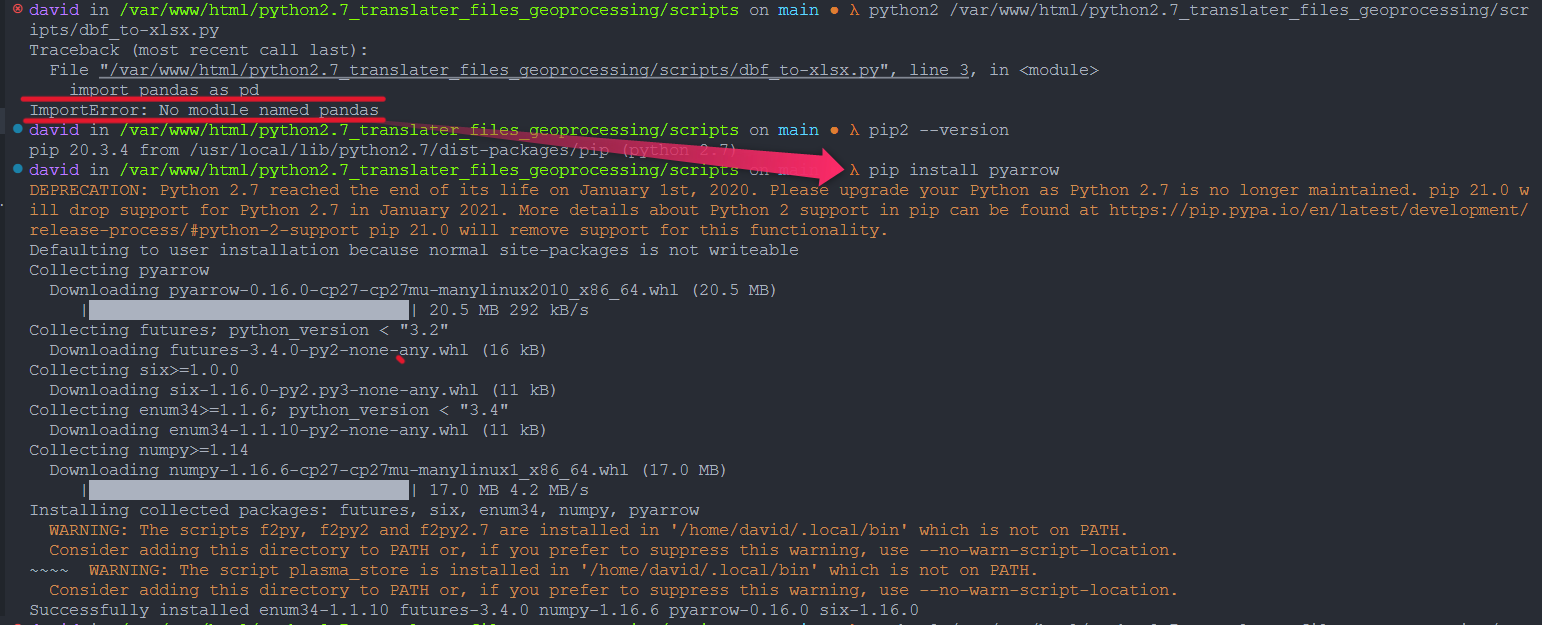 david in /var/www/html/python2.7_translater_files_geoprocessing/scripts on main ● λ python2 /var/www/html/python2.7_translater_files_geoprocessing/scr
ipts/dbf_to-xlsx.py
Traceback (most recent call last):
  File "/var/www/html/python2.7_translater_files_geoprocessing/scripts/dbf_to-xlsx.py", line 3, in <module>
    import pandas as pd
ImportError: No module named pandas
david in /var/www/html/python2.7_translater_files_geoprocessing/scripts on main ● λ pip2 --version
pip 20.3.4 from /usr/local/lib/python2.7/dist-packages/pip (python 2.7)
david in /var/www/html/python2.7_translater_files_geoprocessing/scripts on main λ pip install pyarrow
DEPRECATION: Python 2.7 reached the end of its life on January 1st, 2020. Please upgrade your Python as Python 2.7 is no longer maintained. pip 21.0 w
ill drop support for Python 2.7 in January 2021. More details about Python 2 support in pip can be found at https://pip.pypa.io/en/latest/development/
release-process/#python-2-support pip 21.0 will remove support for this functionality.
Defaulting to user installation because normal site-packages is not writeable
Collecting pyarrow
  Downloading pyarrow-0.16.0-cp27-cp27mu-manylinux2010_x86_64.whl (20.5 MB)
     | | 20.5 MB 292 kB/s
Collecting futures; python_version < "3.2"
  Downloading futures-3.4.0-py2-none-any.whl (16 kB)
Collecting six>=1.0.0
  Downloading six-1.16.0-py2.py3-none-any.whl (11 kB)
Collecting enum34>=1.1.6; python_version < "3.4"
  Downloading enum34-1.1.10-py2-none-any.whl (11 kB)
Collecting numpy>=1.14
  Downloading numpy-1.16.6-cp27-cp27mu-manylinux1_x86_64.whl (17.0 MB)
     | | 17.0 MB 4.2 MB/s
Installing collected packages: futures, six, enum34, numpy, pyarrow
  WARNING: The scripts f2py, f2py2 and f2py2.7 are installed in '/home/david/.local/bin' which is not on PATH.
  Consider adding this directory to PATH or, if you prefer to suppress this warning, use --no-warn-script-location.
~~~~  WARNING: The script plasma_store is installed in '/home/david/.local/bin' which is not on PATH.
  Consider adding this directory to PATH or, if you prefer to suppress this warning, use --no-warn-script-location.
Successfully installed enum34-1.1.10 futures-3.4.0 numpy-1.16.6 pyarrow-0.16.0 six-1.16.0